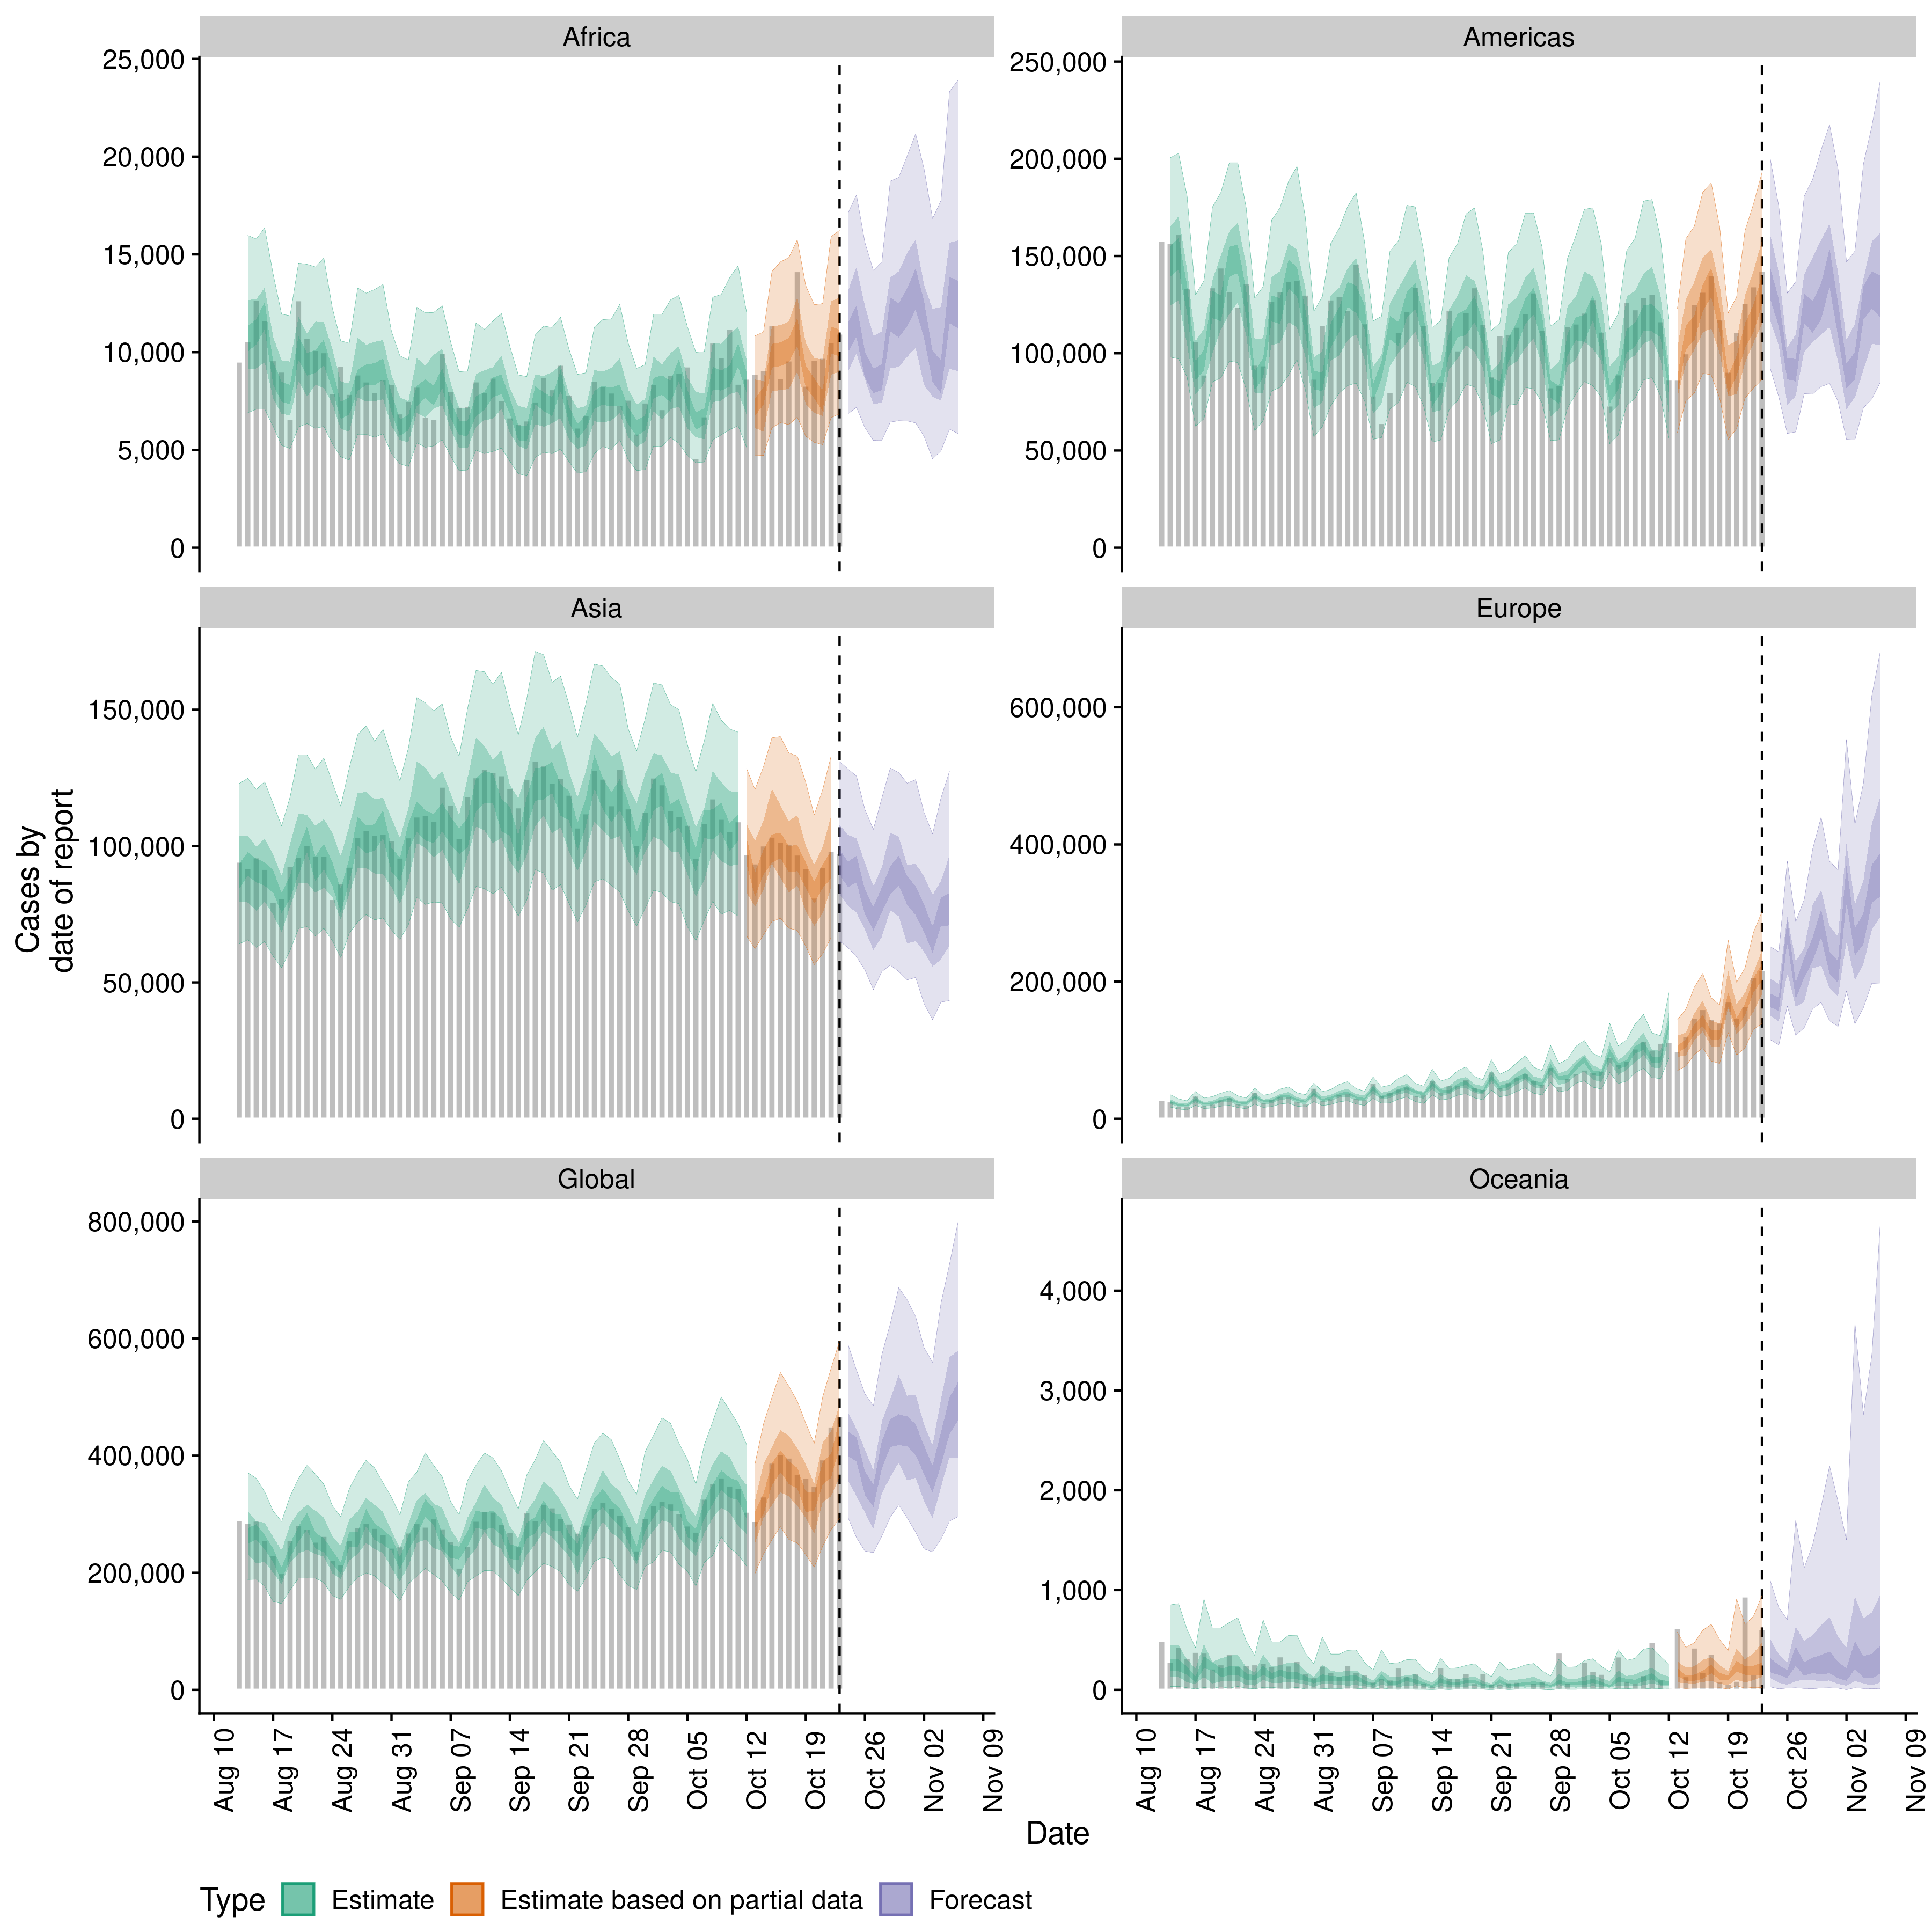 Africa
Americas
25,000
20,000
15,000
10,000
5,000
0
250,000
200,000
150,000
100,000
50,000
0
Asia
Europe
150,000
100,000
50,000
0
600,000
400,000
200,000
0
Global
Oceania
800,000
600,000
400,000
200,000
0
4,000
3,000
2,000
1,000
0
Cases by
date of report
Aug 10
Aug 17
Aug 24
Aug 31
Sep 07
Sep 14
Sep 21
Sep 28
Oct 05
Oct 12
Oct 19
Oct 26
Nov 02
Nov 09
Aug 10
Aug 17
Aug 24
Aug 31
Sep 07
Sep 14
Sep 21
Sep 28
Oct 05
Oct 12
Oct 19
Oct 26
Nov 02
Nov 09
Date
Type Estimate Estimate based on partial data Forecast